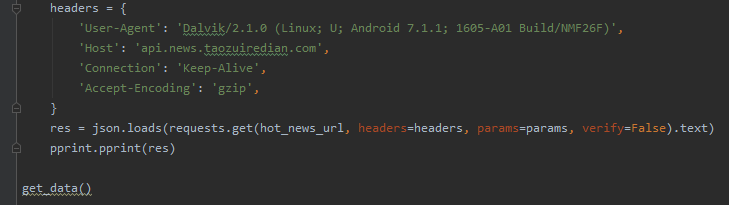 headers = {
'User-Agent': 'Dalvik/2.1.0 (Linux; U; Android 7.1.1; 1605-A01 Build/NMF26F)',
'Host': 'api.news.taozuiredian.com',
'Connection': 'Keep-Alive',
'Accept-Encoding': 'gzip',
}
res = json.loads(requests.get(hot_news_url, headers=headers, params=params, verify=False).text)
pprint.pprint(res)
get_data()